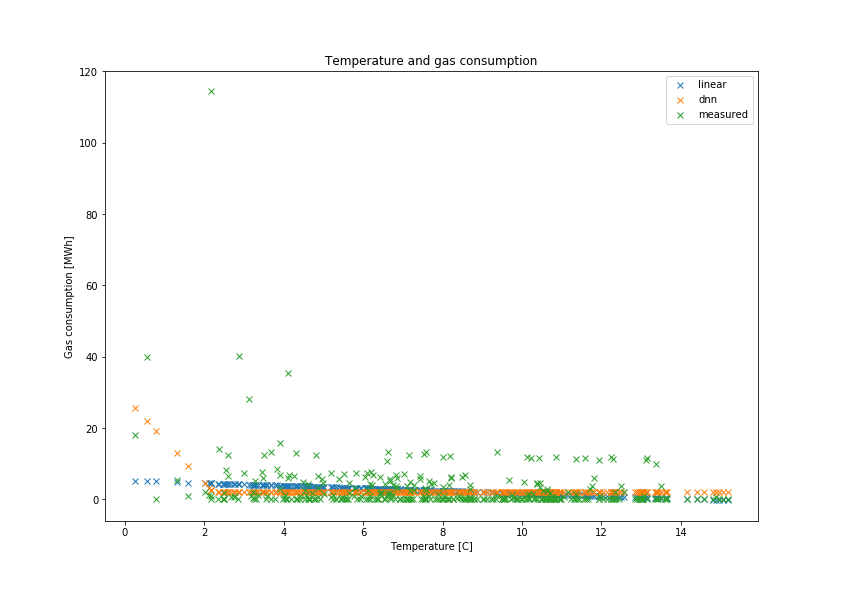 Temperature and gas consumption
linear
dnn
measured
120
100
80
60
40
20
0
Gas consumption [MWh]
0 2 4 6 8 10 12 14
Temperature [C]